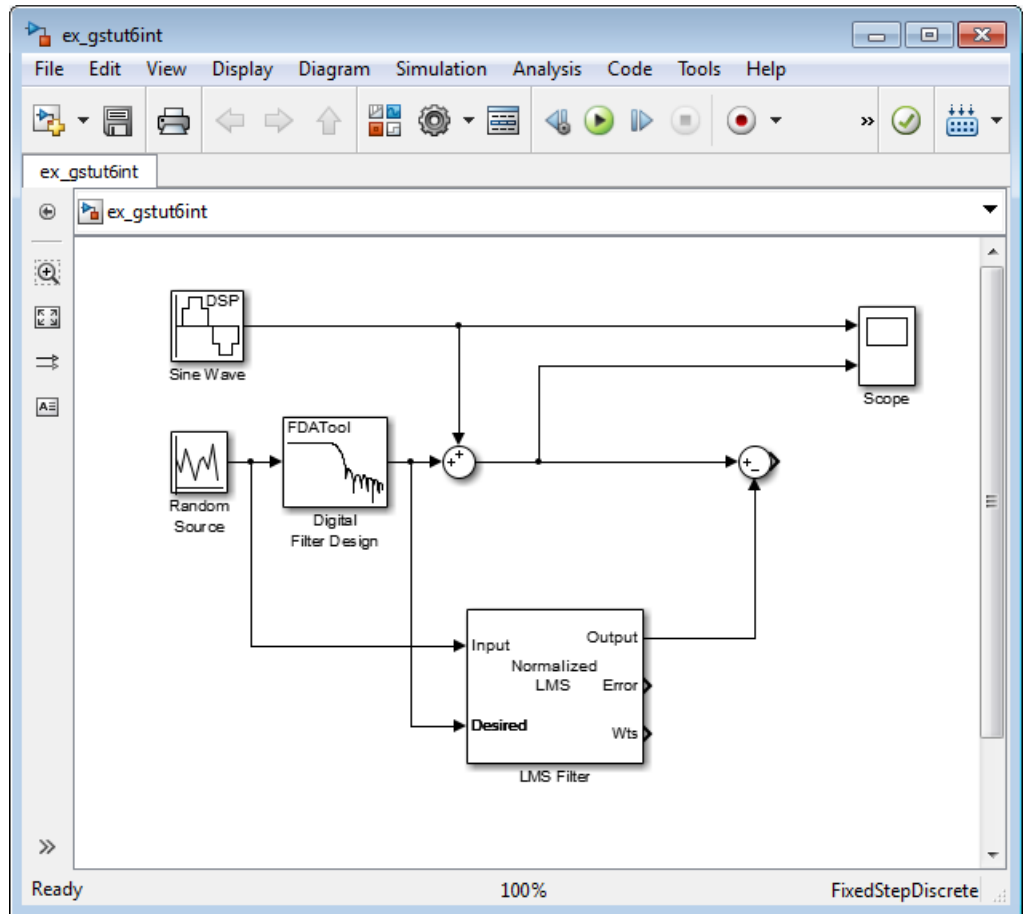 ex_gstut6int
File Edit View Display Diagram Simulation Analysis Code Tools Help
»
ex_gstut6int
ex_gstut6int
A
DSP
Sine Wave
Scope
FDATool
Digital
Filter Design
Random
Source
+ +
+ -
Input
Output
Normalized
LMS
Error
Desired
Wts
LMS Filter
»
Ready 100% FixedStepDiscrete